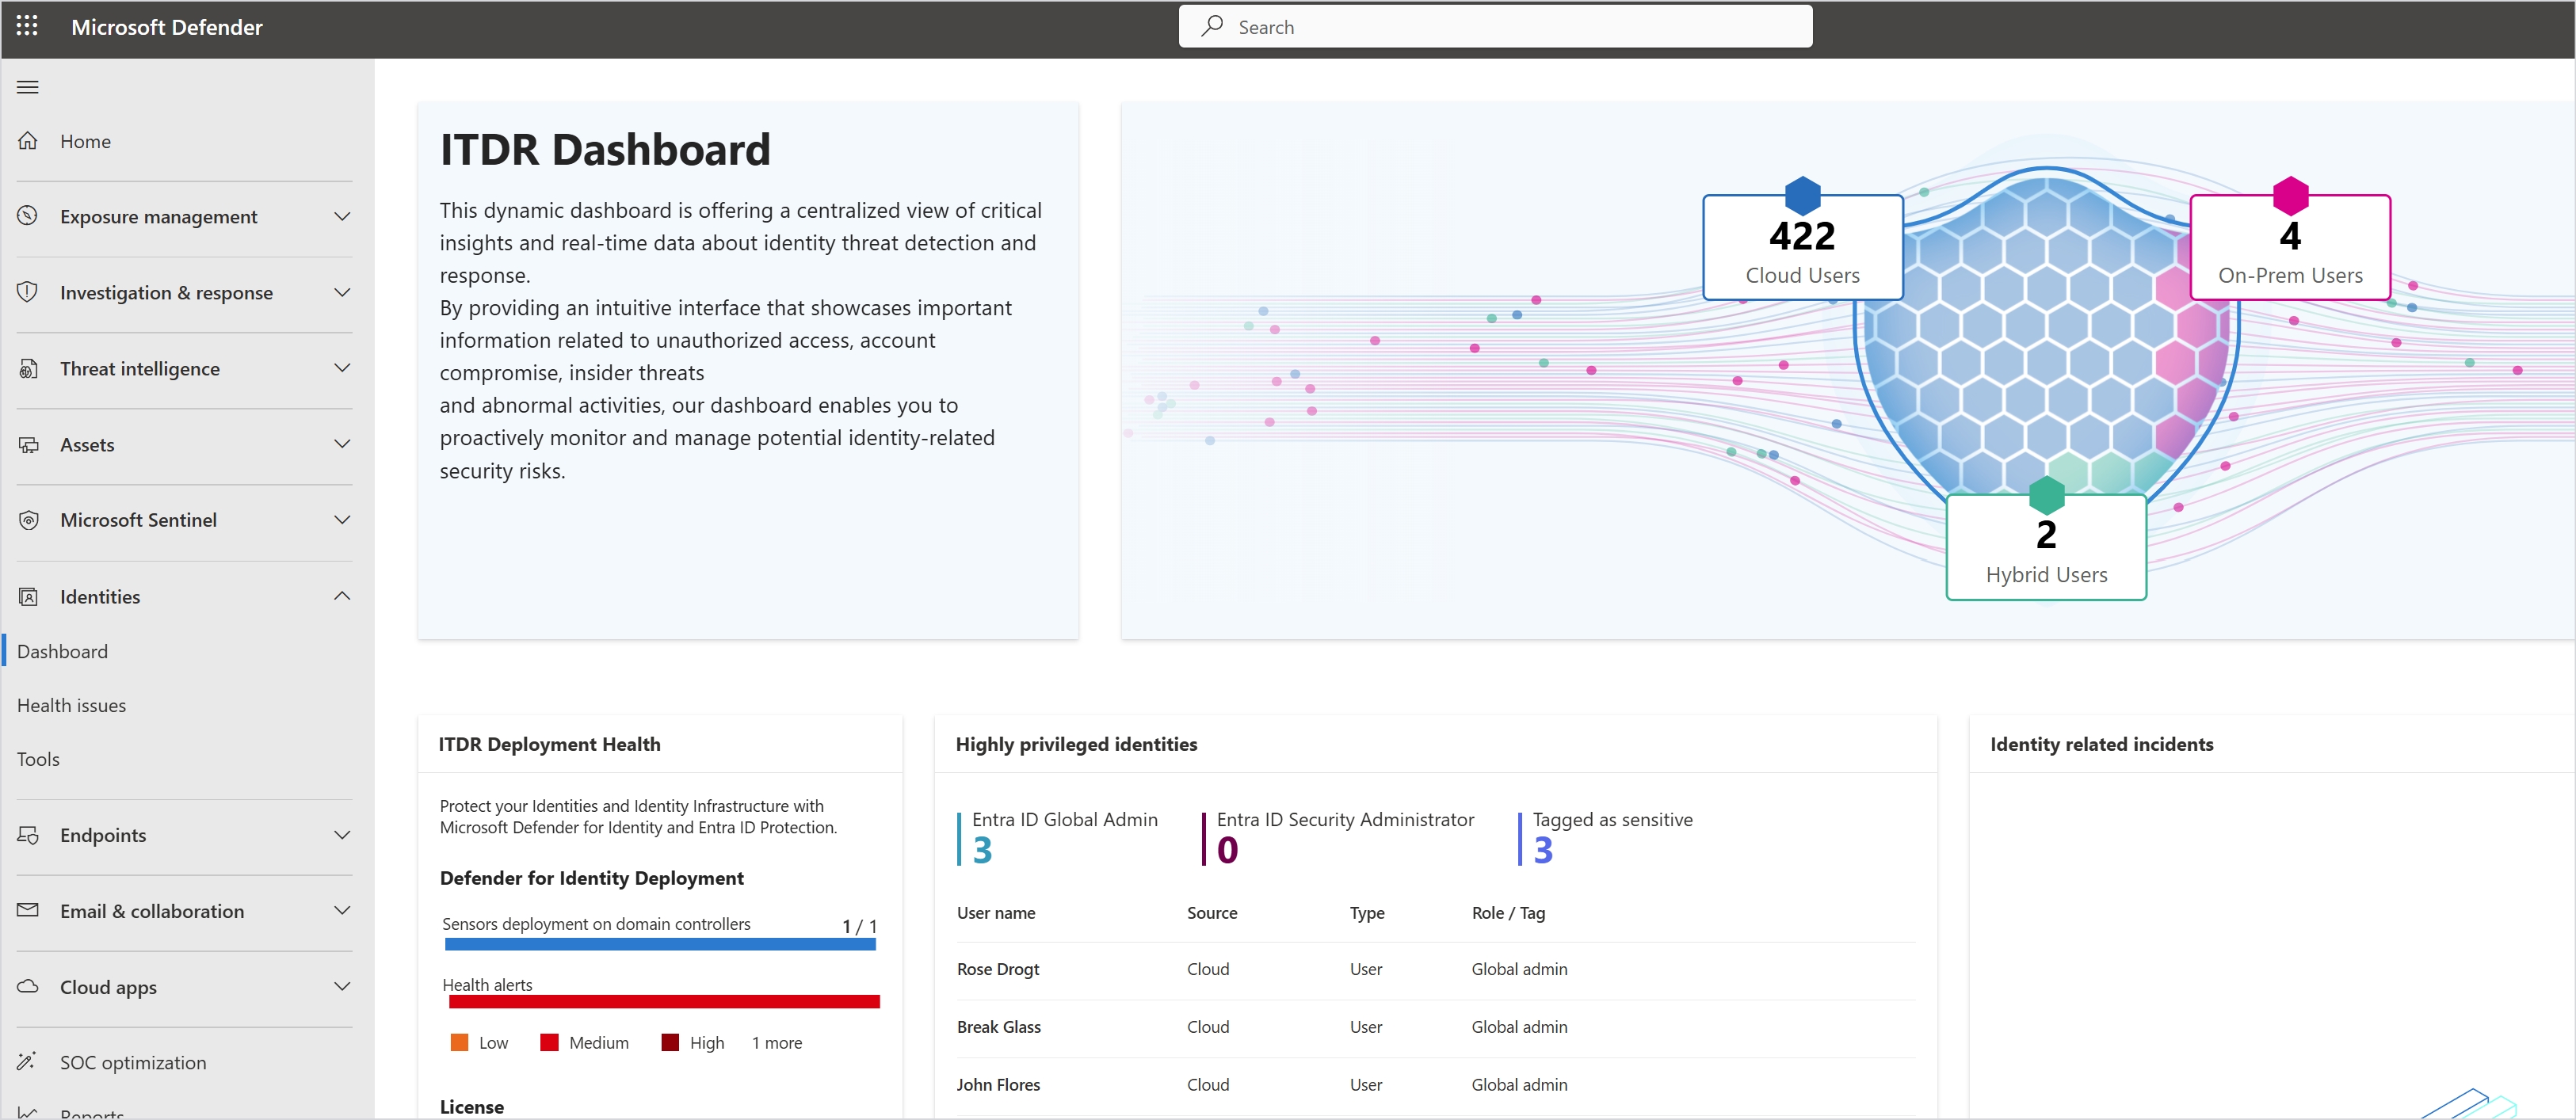 Microsoft Defender
Search
Home
Exposure management
Investigation & response
Threat intelligence
Assets
Microsoft Sentinel
Identities
Dashboard
Health issues
Tools
Endpoints
Email & collaboration
Cloud apps
SOC optimization
Reports
ITDR Dashboard
This dynamic dashboard is offering a centralized view of critical
insights and real-time data about identity threat detection and
response.
By providing an intuitive interface that showcases important
information related to unauthorized access, account
compromise, insider threats
and abnormal activities, our dashboard enables you to
proactively monitor and manage potential identity-related
security risks.
422
Cloud Users
4
On-Prem Users
2
Hybrid Users
ITDR Deployment Health
Protect your Identities and Identity Infrastructure with
Microsoft Defender for Identity and Entra ID Protection.
Defender for Identity Deployment
Sensors deployment on domain controllers 1 / 1
Health alerts
Low Medium High 1 more
License
Highly privileged identities
Entra ID Global Admin Entra ID Security Administrator Tagged as sensitive
3 0 3
User name Source Type Role / Tag
Rose Drogt Cloud User Global admin
Break Glass Cloud User Global admin
John Flores Cloud User Global admin
Identity related incidents